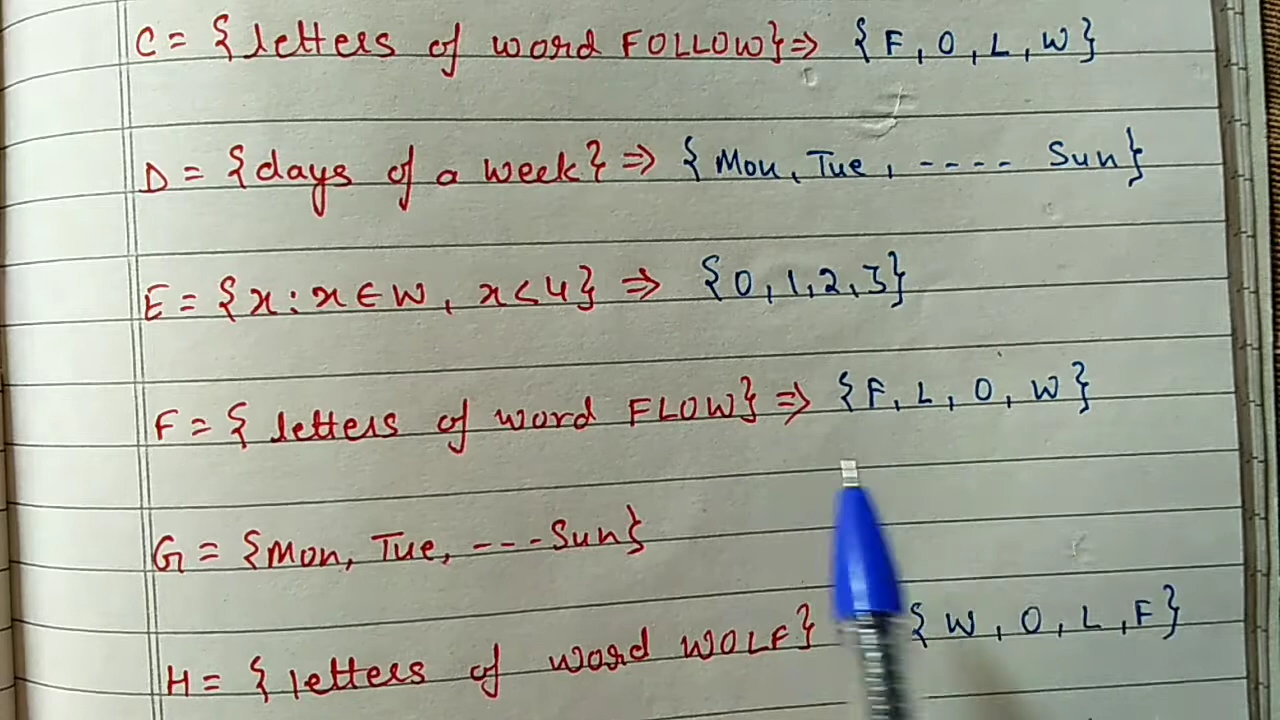 C = {letters of word FOLLOW} ⇒ {F, O, L, W}
D = {days of a week} ⇒ {Mon, Tue, ---- Sun}
E = {x : x ∈ W, x < 4} ⇒ {0, 1, 2, 3}
F = {letters of word FLOW} ⇒ {F, L, O, W}
G = {Mon, Tue, --- Sun}
H = {letters of word WOLF} {W, O, L, F}